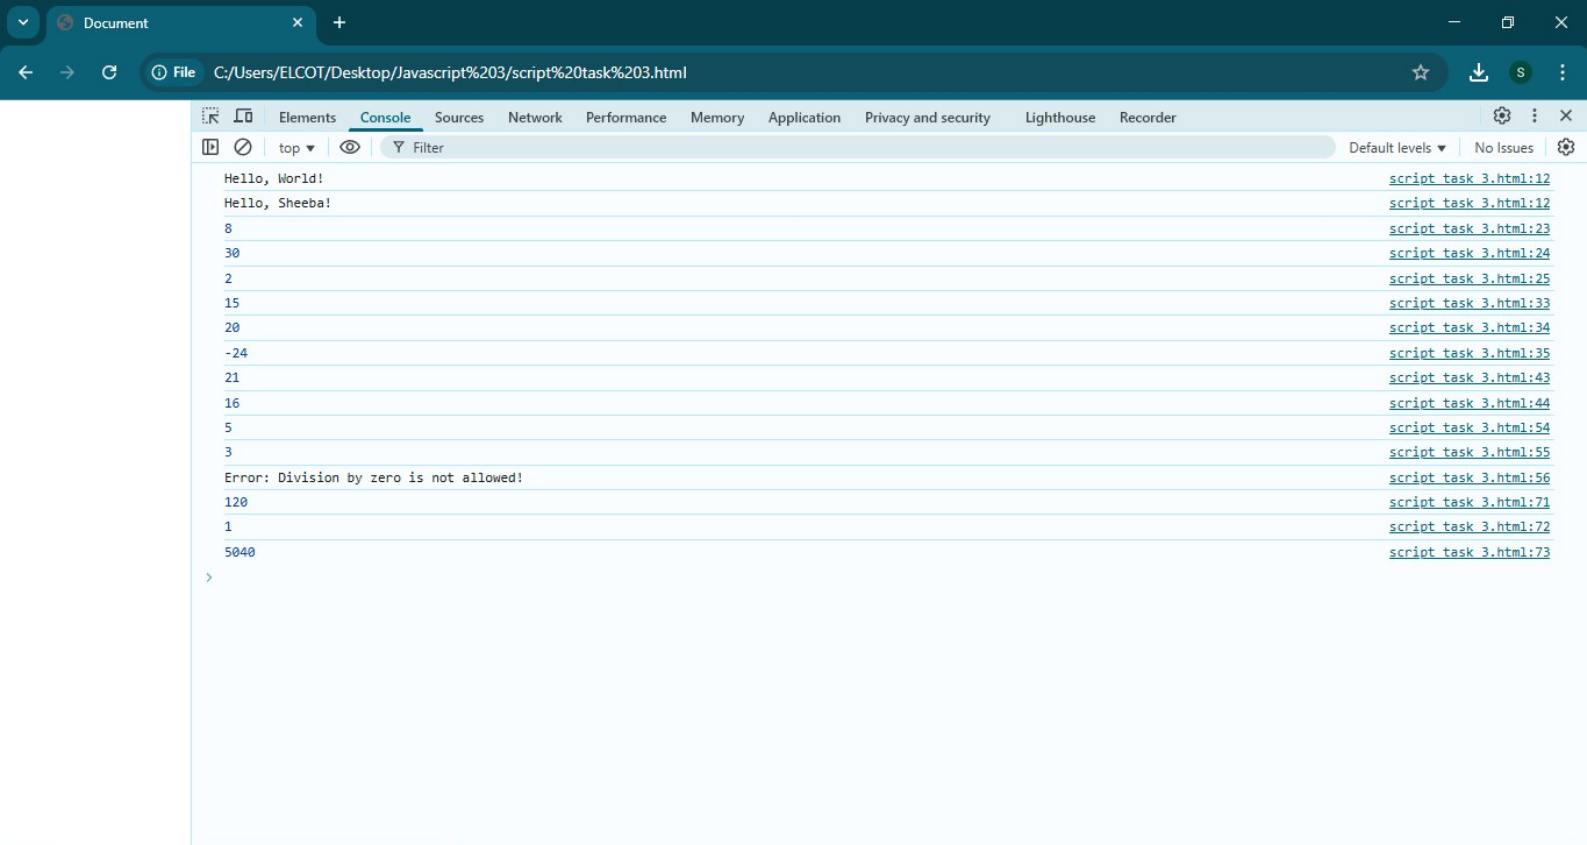 Document
File C:/Users/ELCOT/Desktop/Javascript%203/script%20task%203.html S
Elements Console Sources Network Performance Memory Application Privacy and security Lighthouse Recorder
top Filter Default levels No Issues
Hello, World! script task 3.html:12
Hello, Sheeba! script task 3.html:12
8 script task 3.html:23
30 script task 3.html:24
2 script task 3.html:25
15 script task 3.html:33
20 script task 3.html:34
-24 script task 3.html:35
21 script task 3.html:43
16 script task 3.html:44
5 script task 3.html:54
3 script task 3.html:55
Error: Division by zero is not allowed! script task 3.html:56
120 script task 3.html:71
1 script task 3.html:72
5040 script task 3.html:73